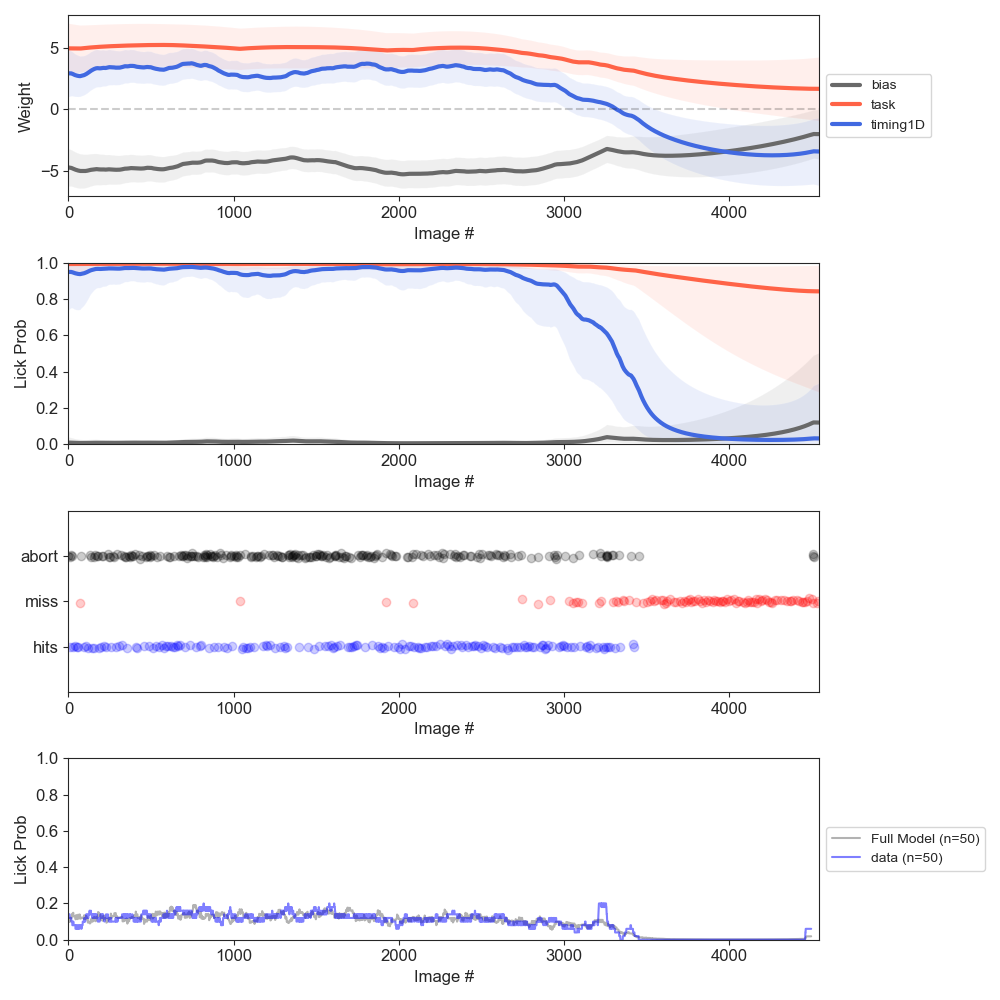 5
0
−5
Weight
0 1000 2000 3000 4000
Image #
bias
task
timing1D
1.0
0.8
0.6
0.4
0.2
0.0
Lick Prob
0 1000 2000 3000 4000
Image #
abort
miss
hits
0 1000 2000 3000 4000
Image #
1.0
0.8
0.6
0.4
0.2
0.0
Lick Prob
0 1000 2000 3000 4000
Image #
Full Model (n=50)
data (n=50)